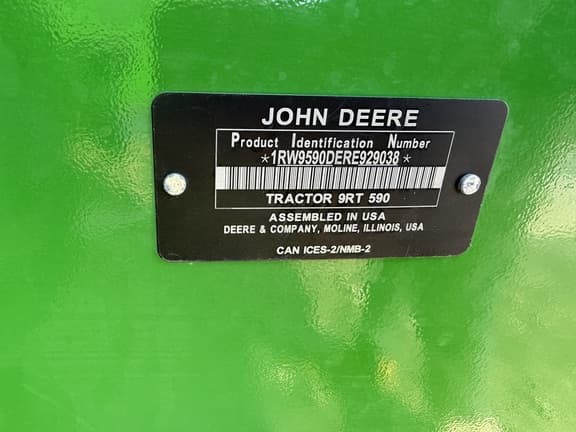 JOHN DEERE
Product Identification Number
*1RW9590DERE929038*
TRACTOR 9RT 590
ASSEMBLED IN USA
DEERE & COMPANY, MOLINE, ILLINOIS, USA
CAN ICES-2/NMB-2